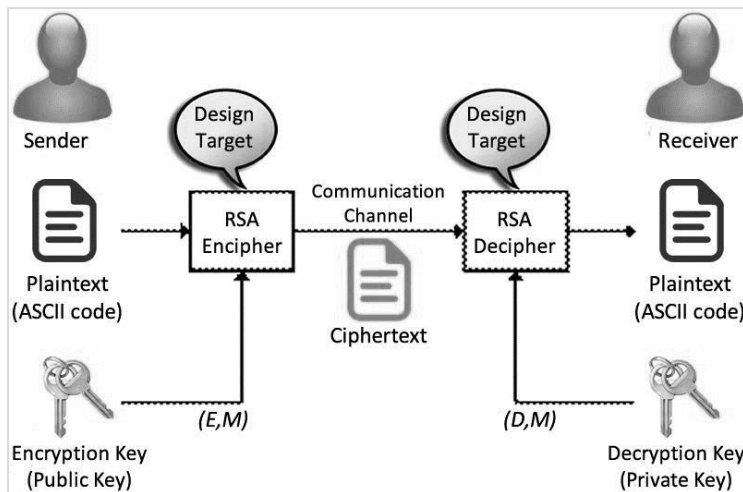 Sender
Design
Target
Design
Target
Receiver
Plaintext
(ASCII code)
RSA
Encipher
Communication
Channel
Ciphertext
RSA
Decipher
Plaintext
(ASCII code)
Encryption Key
(Public Key)
(E,M)
(D,M)
Decryption Key
(Private Key)